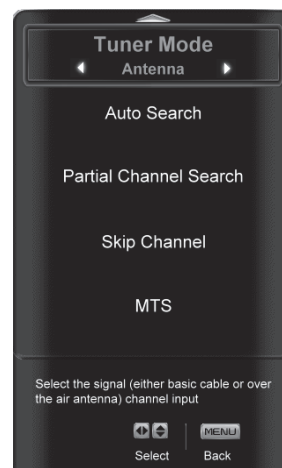 Tuner Mode
Antenna
Auto Search
Partial Channel Search
Skip Channel
MTS
Select the signal (either basic cable or over
the air antenna) channel input
MENU
Select
Back